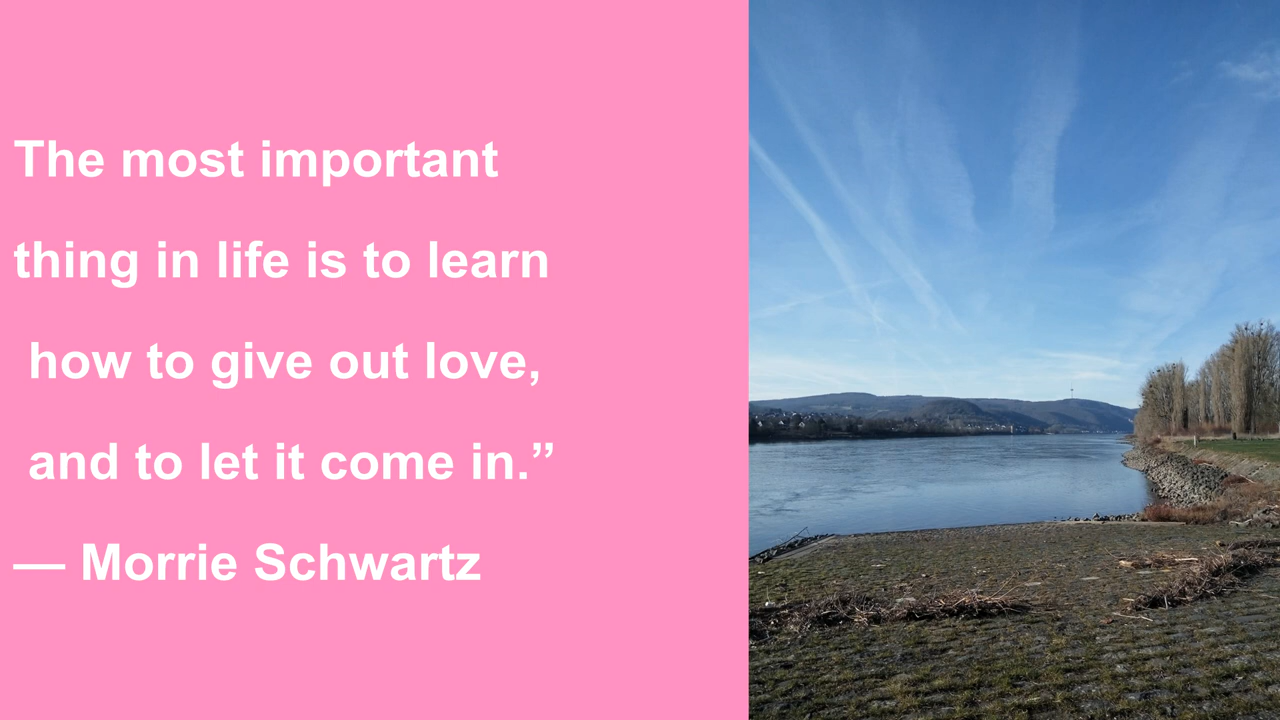 The most important
thing in life is to learn
how to give out love,
and to let it come in.”
— Morrie Schwartz